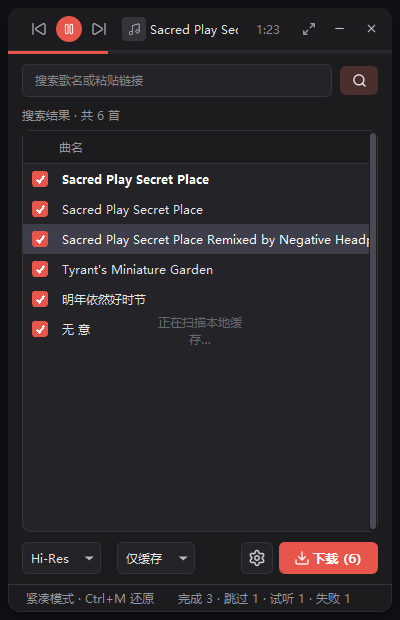 Sacred Play Sec
1:23
搜索歌名或粘贴链接
搜索结果 · 共 6 首
曲名
Sacred Play Secret Place
Sacred Play Secret Place
Sacred Play Secret Place Remixed by Negative Headp
Tyrant's Miniature Garden
明年依然好时节
无 意
正在扫描本地缓
存...
Hi-Res
仅缓存
下载 (6)
紧凑模式 · Ctrl+M 还原
完成 3 · 跳过 1 · 试听 1 · 失败 1